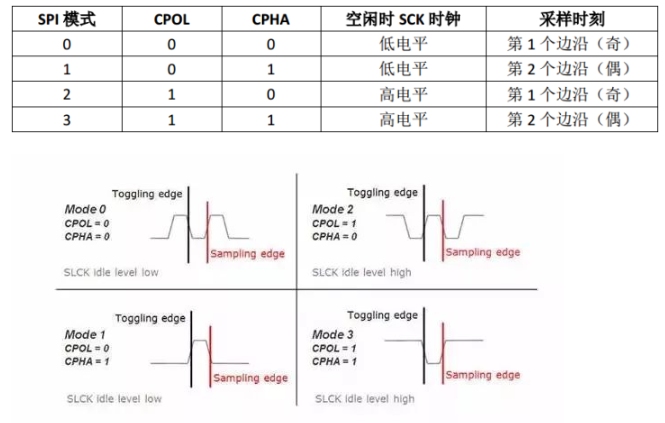 SPI 模式 CPOL CPHA 空闲时 SCK 时钟 采样时刻
0 0 0 低电平 第 1 个边沿（奇）
1 0 1 低电平 第 2 个边沿（偶）
2 1 0 高电平 第 1 个边沿（奇）
3 1 1 高电平 第 2 个边沿（偶）
Toggling edge
Mode 0
CPOL = 0
CPHA = 0
Sampling edge
SLCK idle level low
Toggling edge
Mode 2
CPOL = 1
CPHA = 0
Sampling edge
SLCK idle level high
Toggling edge
Mode 1
CPOL = 0
CPHA = 1
Sampling edge
SLCK idle level low
Toggling edge
Mode 3
CPOL = 1
CPHA = 1
Sampling edge
SLCK idle level high